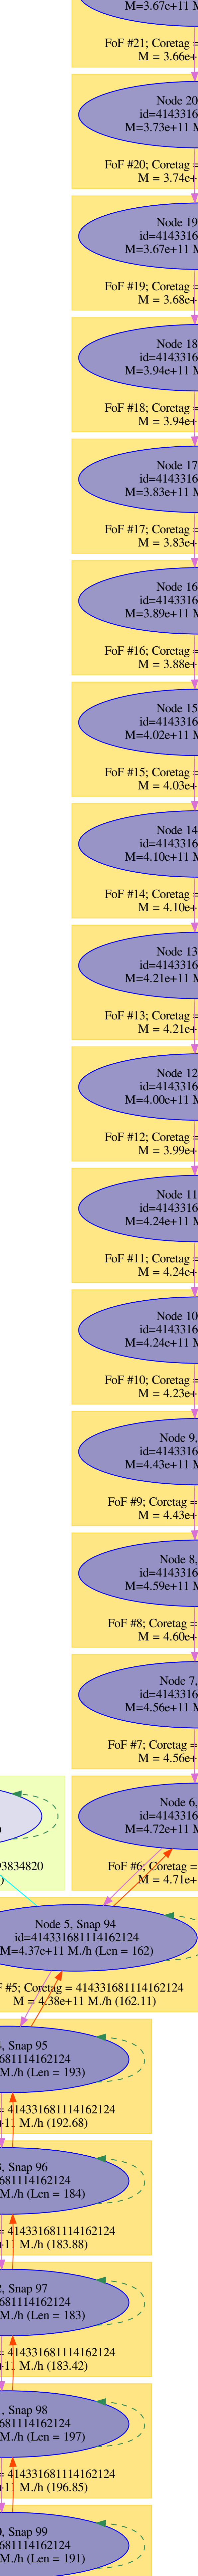 M=3.67e+11 M
FoF #21; Coretag =
M = 3.66e+
Node 20
id=4143316
M=3.73e+11 M
FoF #20; Coretag =
M = 3.74e+
Node 19
id=4143316
M=3.67e+11 M
FoF #19; Coretag =
M = 3.68e+
Node 18
id=4143316
M=3.94e+11 M
FoF #18; Coretag =
M = 3.94e+
Node 17
id=4143316
M=3.83e+11 M
FoF #17; Coretag =
M = 3.83e+
Node 16
id=4143316
M=3.89e+11 M
FoF #16; Coretag =
M = 3.88e+
Node 15
id=4143316
M=4.02e+11 M
FoF #15; Coretag =
M = 4.03e+
Node 14
id=4143316
M=4.10e+11 M
FoF #14; Coretag =
M = 4.10e+
Node 13
id=4143316
M=4.21e+11 M
FoF #13; Coretag =
M = 4.21e+
Node 12
id=4143316
M=4.00e+11 M
FoF #12; Coretag =
M = 3.99e+
Node 11
id=4143316
M=4.24e+11 M
FoF #11; Coretag =
M = 4.24e+
Node 10
id=4143316
M=4.24e+11 M
FoF #10; Coretag =
M = 4.23e+
Node 9,
id=4143316
M=4.43e+11 M
FoF #9; Coretag =
M = 4.43e+
Node 8,
id=4143316
M=4.59e+11 M
FoF #8; Coretag =
M = 4.60e+
Node 7,
id=4143316
M=4.56e+11 M
FoF #7; Coretag =
M = 4.56e+
Node 6,
id=4143316
M=4.72e+11 M
FoF #6; Coretag =
M = 4.71e+
)
93834820
)
Node 5, Snap 94
id=414331681114162124
M=4.37e+11 M./h (Len = 162)
F #5; Coretag = 414331681114162124
M = 4.38e+11 M./h (162.11)
4, Snap 95
681114162124
M./h (Len = 193)
= 414331681114162124
+11 M./h (192.68)
3, Snap 96
681114162124
M./h (Len = 184)
= 414331681114162124
+11 M./h (183.88)
2, Snap 97
681114162124
M./h (Len = 183)
= 414331681114162124
+11 M./h (183.42)
1, Snap 98
681114162124
M./h (Len = 197)
= 414331681114162124
+11 M./h (196.85)
0, Snap 99
681114162124
M./h (Len = 191)